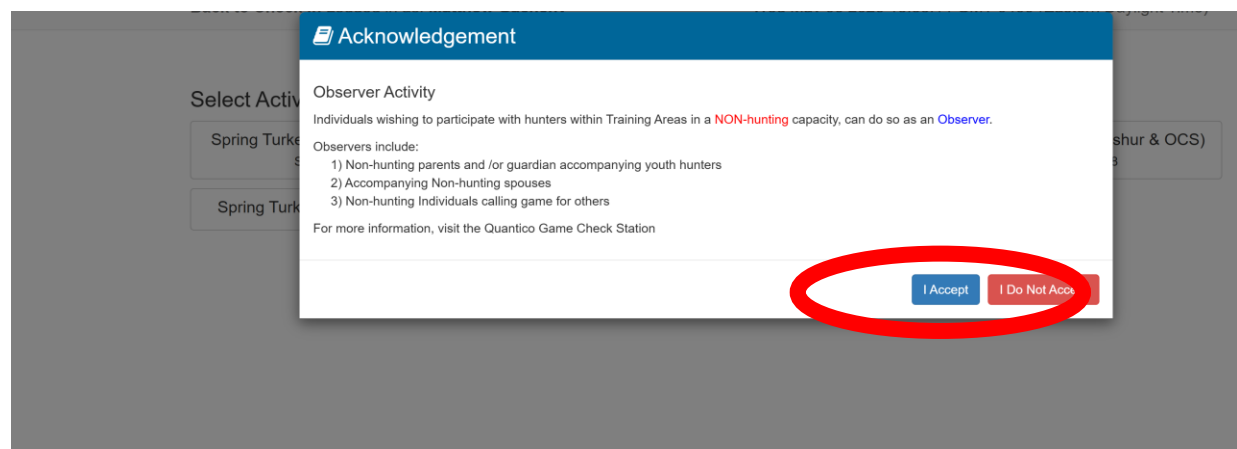 Acknowledgement
Select Activ
Observer Activity
Individuals wishing to participate with hunters within Training Areas in a NON-hunting capacity, can do so as an Observer.
Spring Turke
shur & OCS)
Observers include:
1) Non-hunting parents and /or guardian accompanying youth hunters
2) Accompanying Non-hunting spouses
3) Non-hunting Individuals calling game for others
Spring Turk
For more information, visit the Quantico Game Check Station
I Accept
I Do Not Acce